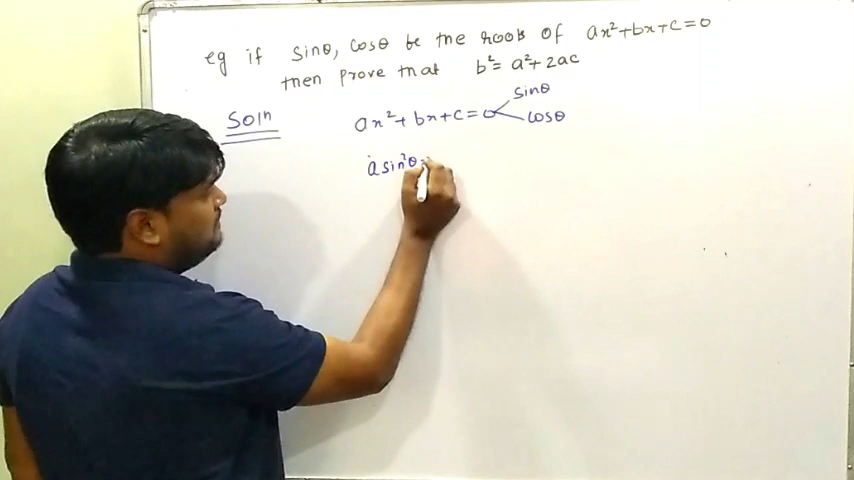 eg if sinθ, cosθ be the roots of ax²+bx+c=0
then prove that b²= a²+2ac
Soln
ax²+bx+c=0 sinθ
cosθ
asin²θ